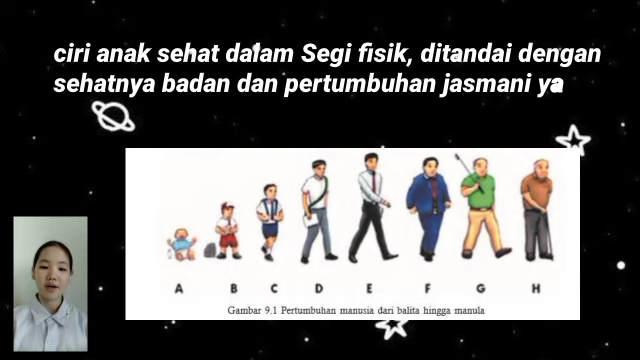 ciri anak sehat dalam Segi fisik, ditandai dengan
sehatnya badan dan pertumbuhan jasmani ya
A B C D E F G H
Gambar 9.1 Pertumbuhan manusia dari balita hingga manula